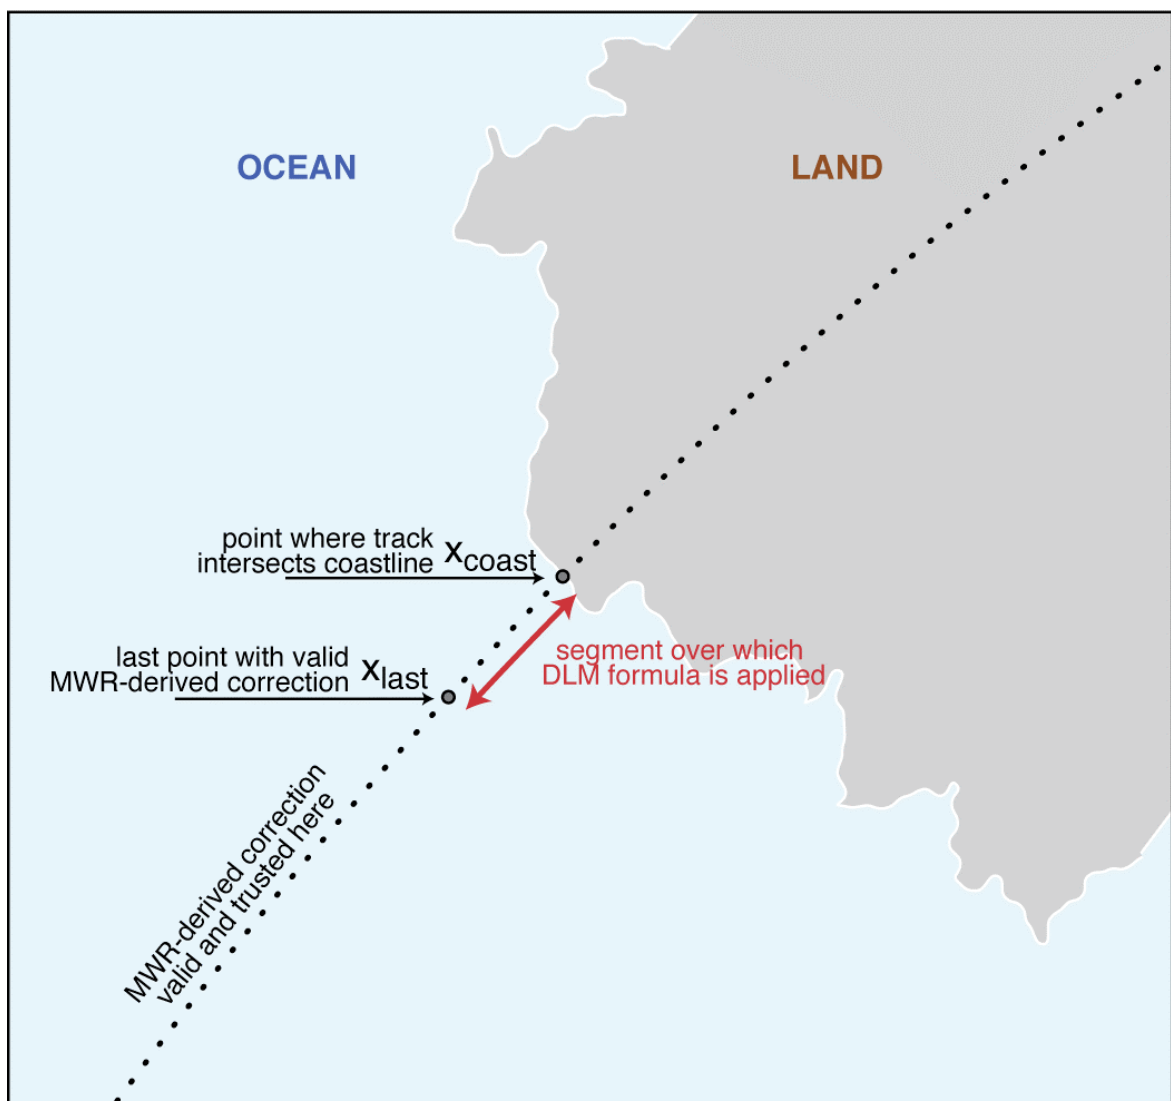 OCEAN
LAND
point where track
intersects coastline
xcoast
last point with valid
MWR-derived correction
xlast
segment over which
DLM formula is applied
MWR-derived correction
valid and trusted here